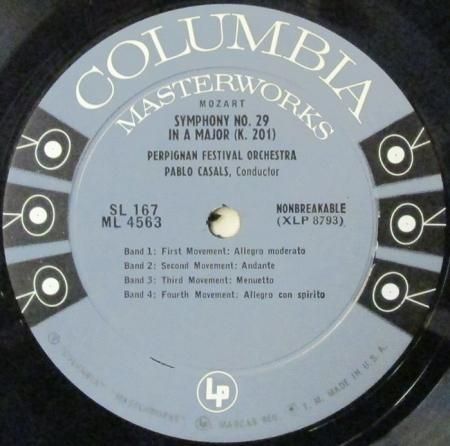 COLUMBIA
MASTERWORKS
MOZART
SYMPHONY NO. 29
IN A MAJOR (K. 201)
PERPIGNAN FESTIVAL ORCHESTRA
PABLO CASALS, Conductor
SL 167
ML 4563
NONBREAKABLE
(XLP 8793)
Band 1: First Movement: Allegro moderato
Band 2: Second Movement: Andante
Band 3: Third Movement: Menuetto
Band 4: Fourth Movement: Allegro con spirito
LP
MARCAS REG. T. M. MADE IN U.S.A.